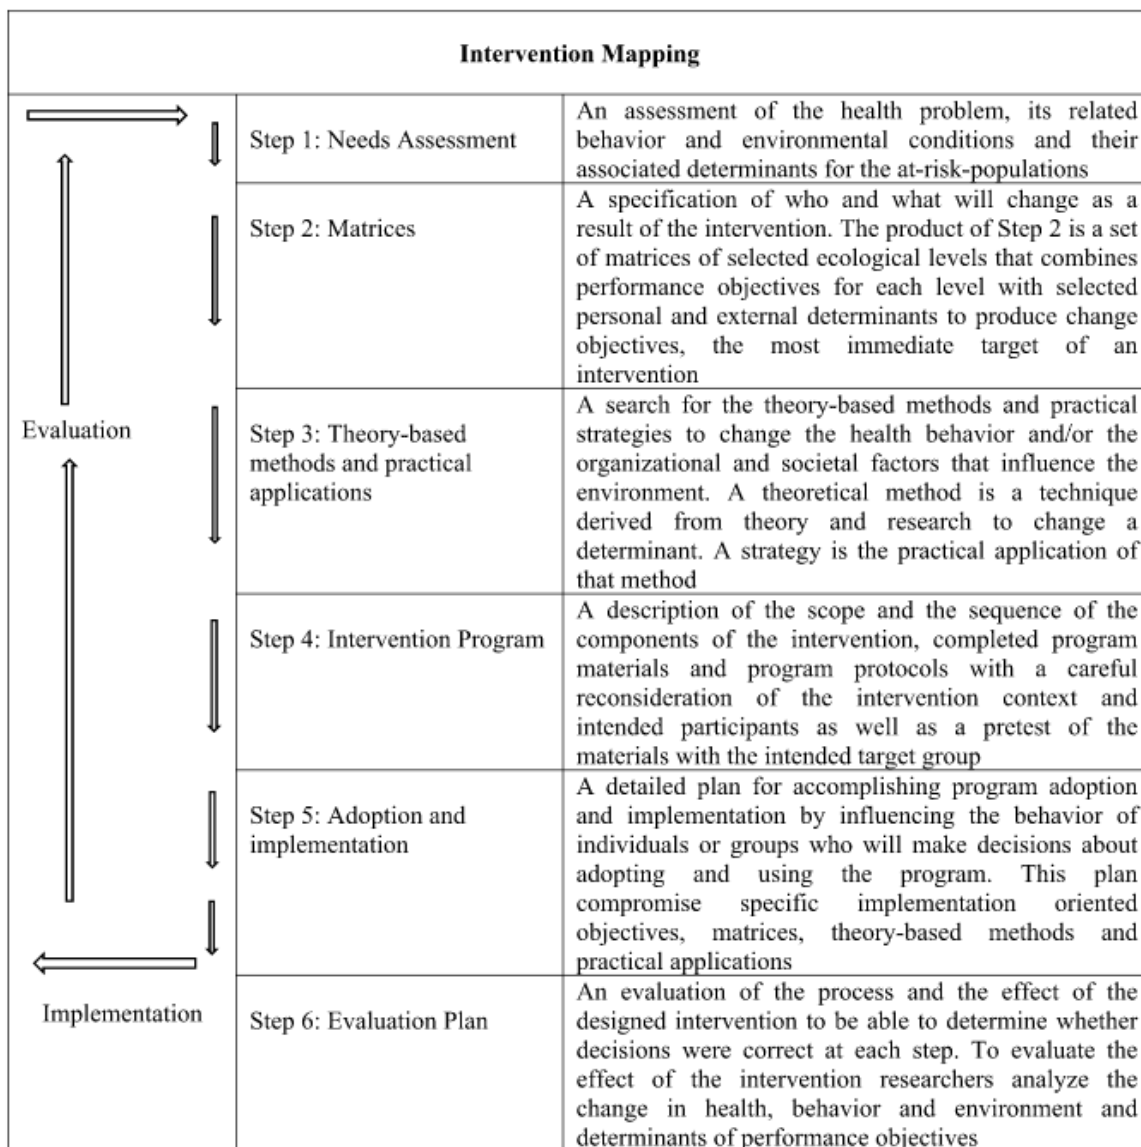 Intervention Mapping
Step 1: Needs Assessment
An assessment of the health problem, its related
behavior and environmental conditions and their
associated determinants for the at-risk-populations
Step 2: Matrices
A specification of who and what will change as a
result of the intervention. The product of Step 2 is a set
of matrices of selected ecological levels that combines
performance objectives for each level with selected
personal and external determinants to produce change
objectives, the most immediate target of an
intervention
Evaluation
Step 3: Theory-based
methods and practical
applications
A search for the theory-based methods and practical
strategies to change the health behavior and/or the
organizational and societal factors that influence the
environment. A theoretical method is a technique
derived from theory and research to change a
determinant. A strategy is the practical application of
that method
Step 4: Intervention Program
A description of the scope and the sequence of the
components of the intervention, completed program
materials and program protocols with a careful
reconsideration of the intervention context and
intended participants as well as a pretest of the
materials with the intended target group
Step 5: Adoption and
implementation
A detailed plan for accomplishing program adoption
and implementation by influencing the behavior of
individuals or groups who will make decisions about
adopting and using the program. This plan
compromise specific implementation oriented
objectives, matrices, theory-based methods and
practical applications
Implementation
Step 6: Evaluation Plan
An evaluation of the process and the effect of the
designed intervention to be able to determine whether
decisions were correct at each step. To evaluate the
effect of the intervention researchers analyze the
change in health, behavior and environment and
determinants of performance objectives